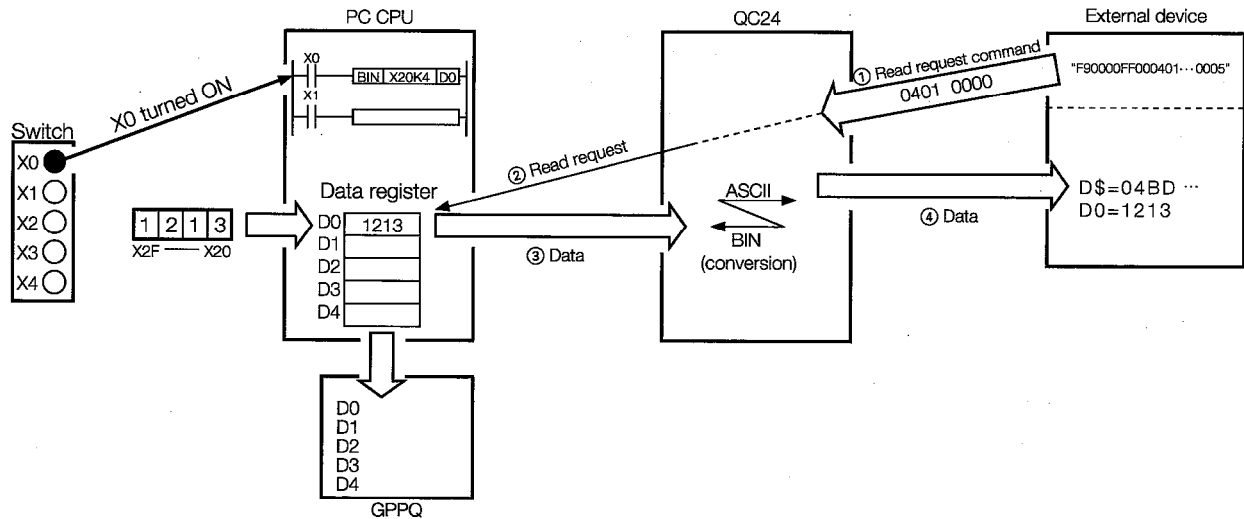 PC CPU
QC24
External device
X0
BIN X20K4 D0
X1
① Read request command
0401 0000
"F90000FF000401···0005"
X0 turned ON
Switch
X0
X1
X2
X3
X4
② Read request
1 2 1 3
X2F —— X20
Data register
D0 1213
D1
D2
D3
D4
③ Data
ASCII
BIN
(conversion)
④ Data
D$=04BD ···
D0=1213
D0
D1
D2
D3
D4
GPPQ